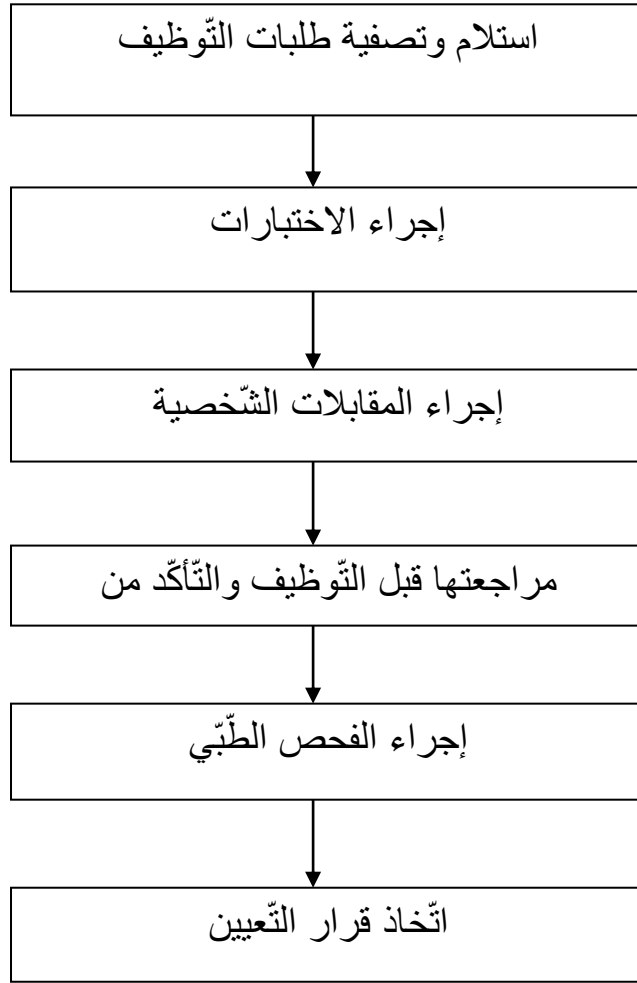 استلام وتصفية طلبات التّوظيف
إجراء الاختبارات
إجراء المقابلات الشّخصية
مراجعتها قبل التّوظيف والتّأكّد من
إجراء الفحص الطّبّي
اتّخاذ قرار التّعيين